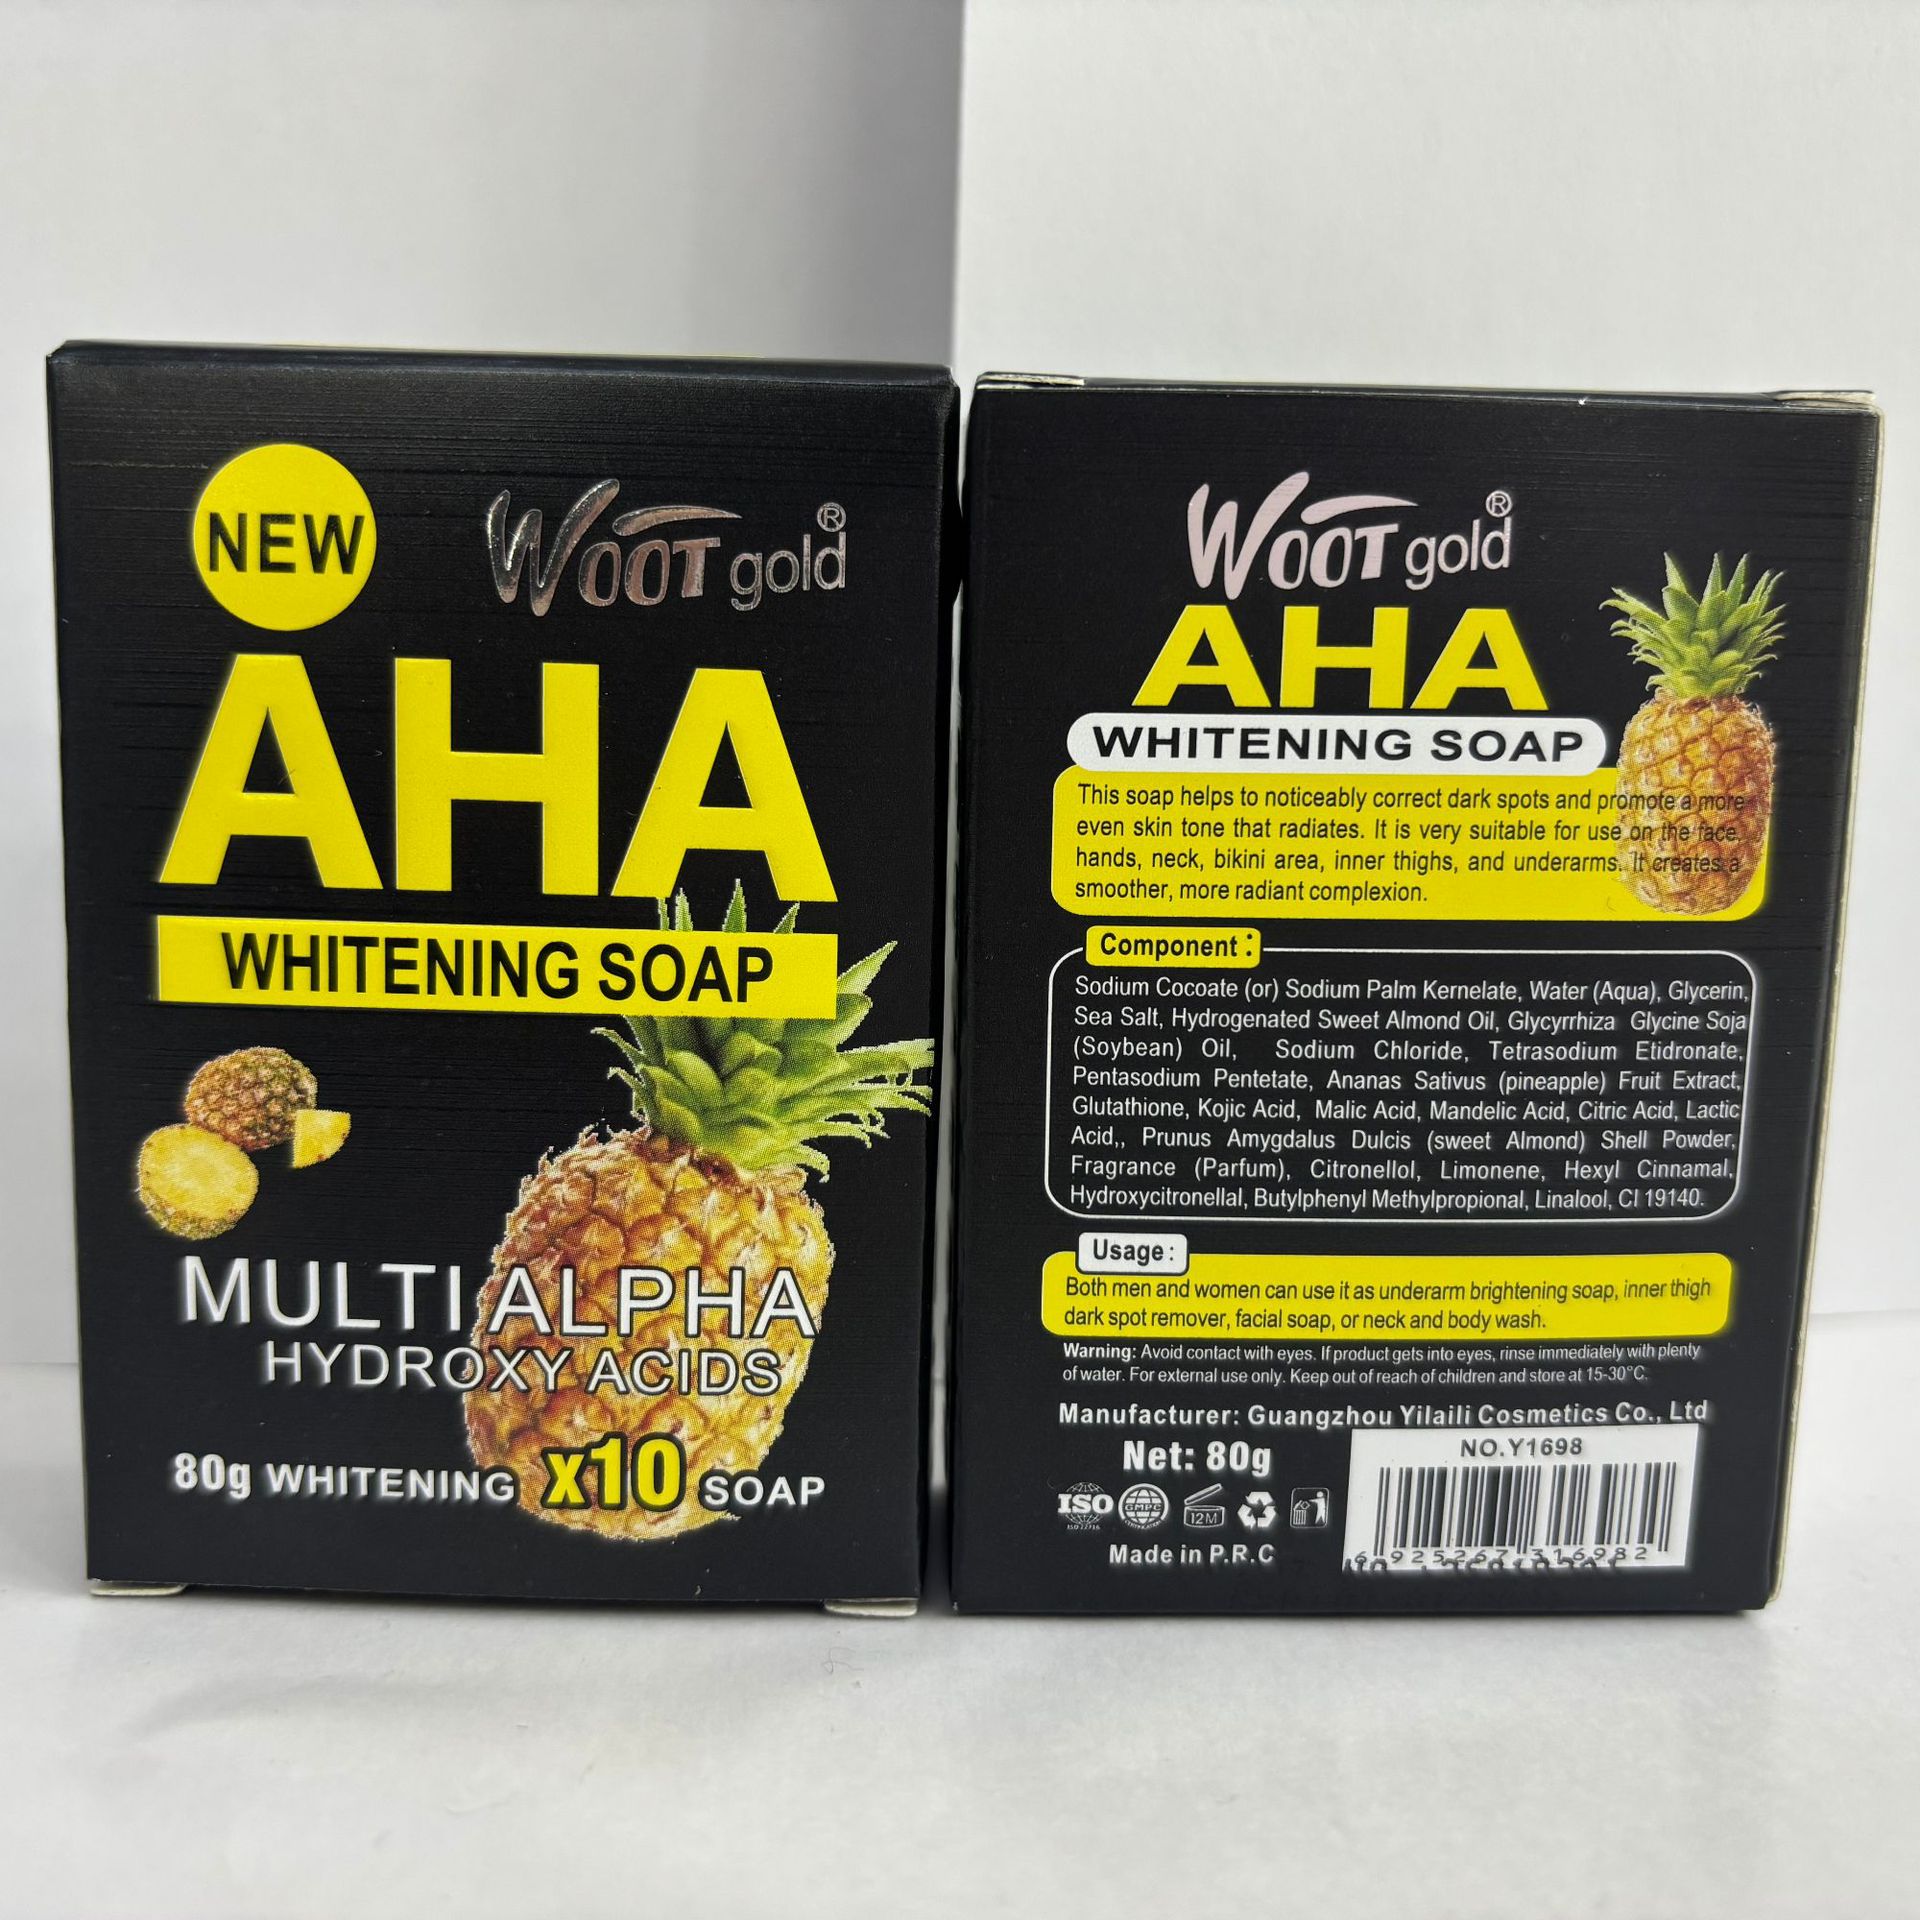 NEW
WOOT gold®
AHA
WHITENING SOAP
MULTI ALPHA
HYDROXY ACIDS
80g WHITENING x10 SOAP
WOOT gold®
AHA
WHITENING SOAP
This soap helps to noticeably correct dark spots and promote a more
even skin tone that radiates. It is very suitable for use on the face,
hands, neck, bikini area, inner thighs, and underarms. It creates a
smoother, more radiant complexion.
Component:
Sodium Cocoate (or) Sodium Palm Kernelate, Water (Aqua), Glycerin,
Sea Salt, Hydrogenated Sweet Almond Oil, Glycyrrhiza Glycine Soja
(Soybean) Oil, Sodium Chloride, Tetrasodium Etidronate,
Pentasodium Pentetate, Ananas Sativus (pineapple) Fruit Extract,
Glutathione, Kojic Acid, Malic Acid, Mandelic Acid, Citric Acid, Lactic
Acid,, Prunus Amygdalus Dulcis (sweet Almond) Shell Powder,
Fragrance (Parfum), Citronellol, Limonene, Hexyl Cinnamal,
Hydroxycitronellal, Butylphenyl Methylpropional, Linalool, CI 19140.
Usage:
Both men and women can use it as underarm brightening soap, inner thigh
dark spot remover, facial soap, or neck and body wash.
Warning: Avoid contact with eyes. If product gets into eyes, rinse immediately with plenty
of water. For external use only. Keep out of reach of children and store at 15-30°C.
Manufacturer: Guangzhou Yilaili Cosmetics Co., Ltd
Net: 80g
NO.Y1698
ISO
ISO 22716
GMPC
12M
Made in P.R.C
6 925267 316982